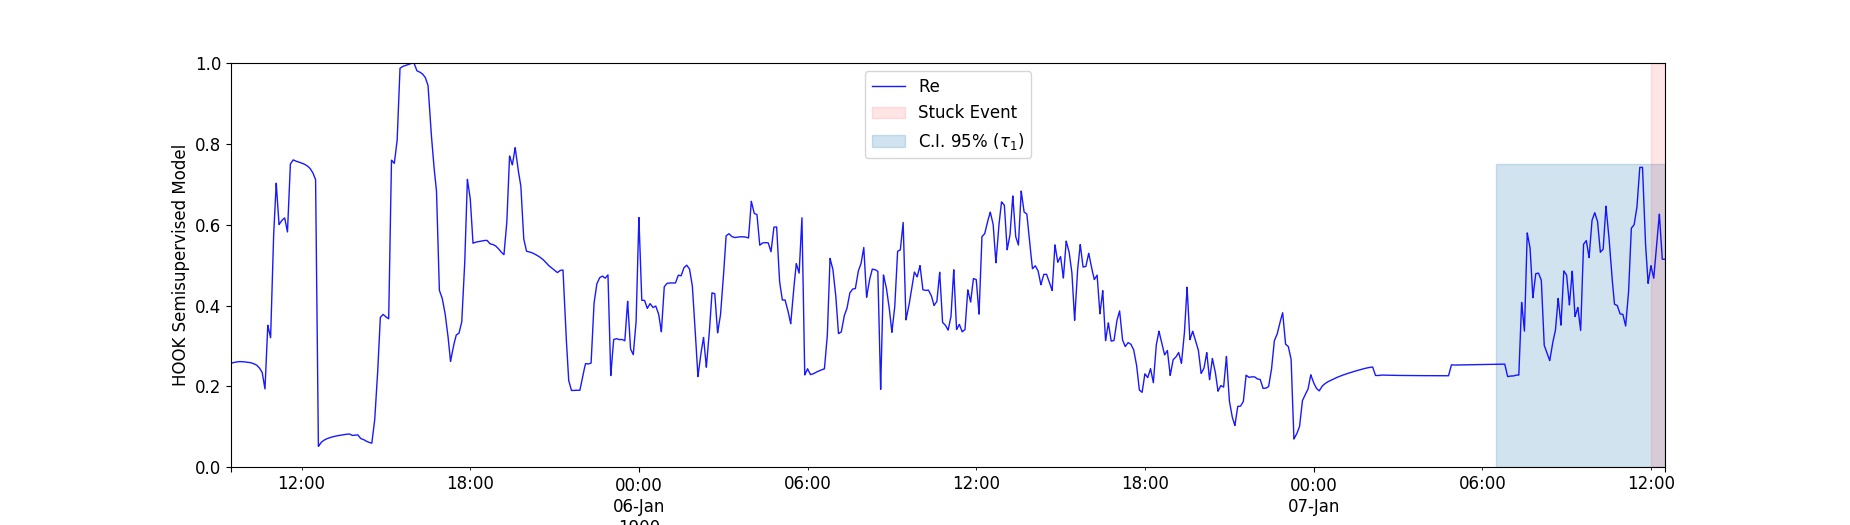 HOOK Semisupervised Model
1.0
0.8
0.6
0.4
0.2
0.0
Re
Stuck Event
C.I. 95% (τ₁)
12:00 18:00 00:00 06:00 12:00 18:00 00:00 06:00 12:00
06-Jan 07-Jan
1900